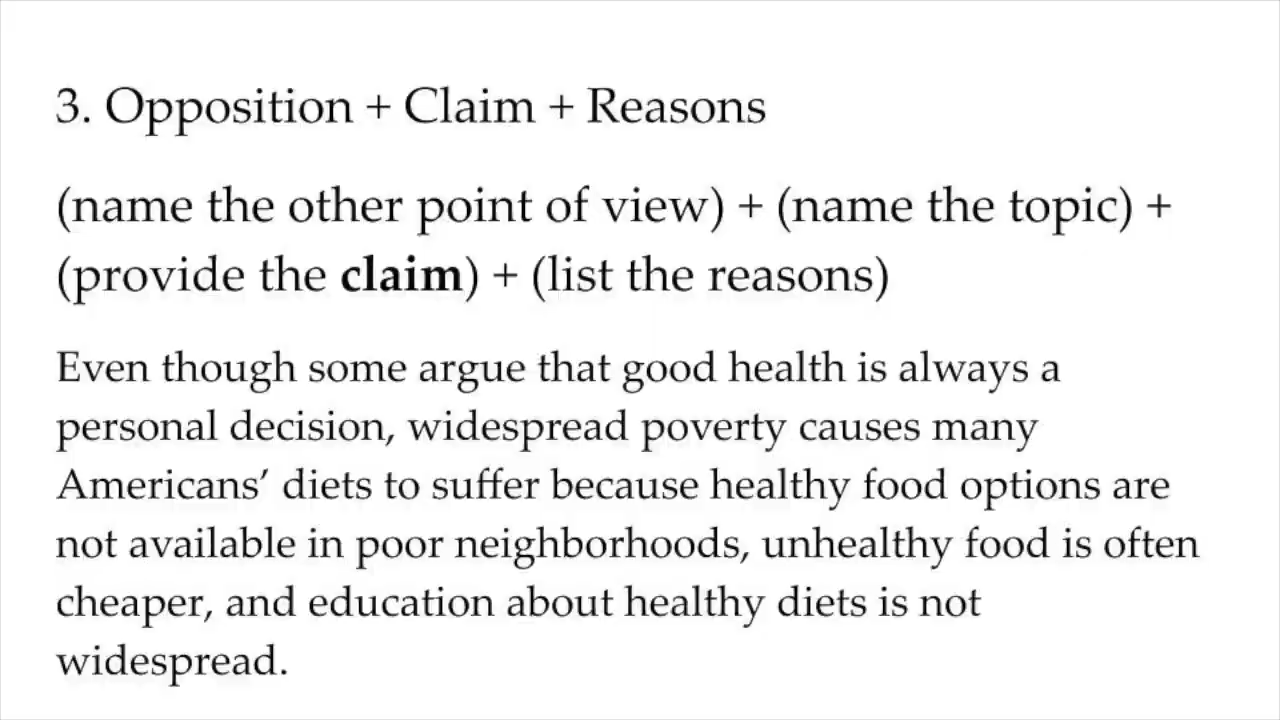 3. Opposition + Claim + Reasons
(name the other point of view) + (name the topic) +
(provide the claim) + (list the reasons)
Even though some argue that good health is always a
personal decision, widespread poverty causes many
Americans’ diets to suffer because healthy food options are
not available in poor neighborhoods, unhealthy food is often
cheaper, and education about healthy diets is not
widespread.